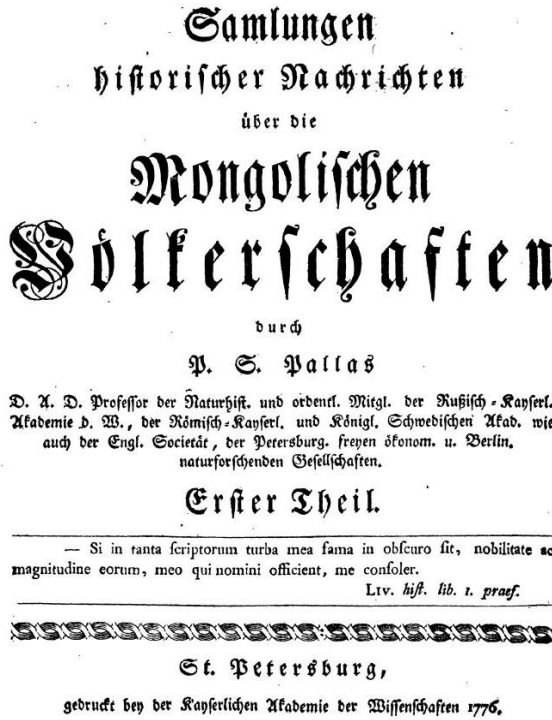 Samlungen
historischer Nachrichten
über die
Mongolischen
Völkerschaften
durch
P. S. Pallas
D. A. D. Professor der Naturhist. und ordentl. Mitgl. der Rußisch-Kayserl.
Akademie d. W., der Römisch-Kayserl. und Königl. Schwedischen Akad. wie
auch der Engl. Societät, der Petersburg. freyen ökonom. u. Berlin.
naturforschenden Gesellschaften.
Erster Theil.
— Si in tanta scriptorum turba mea fama in obscuro sit, nobilitate ac
magnitudine eorum, meo qui nomini officient, me consoler.
LIV. hist. lib. 1. praef.
St. Petersburg,
gedruckt bey der Kayserlichen Akademie der Wissenschaften 1776.